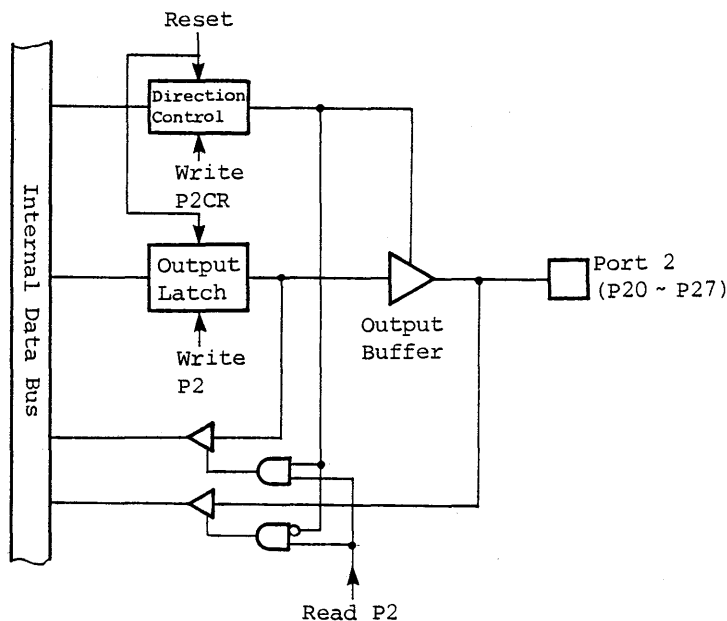 Reset
Direction
Control
Write
P2CR
Internal Data Bus
Output
Latch
Port 2
(P20 ~ P27)
Output
Buffer
Write
P2
Read P2